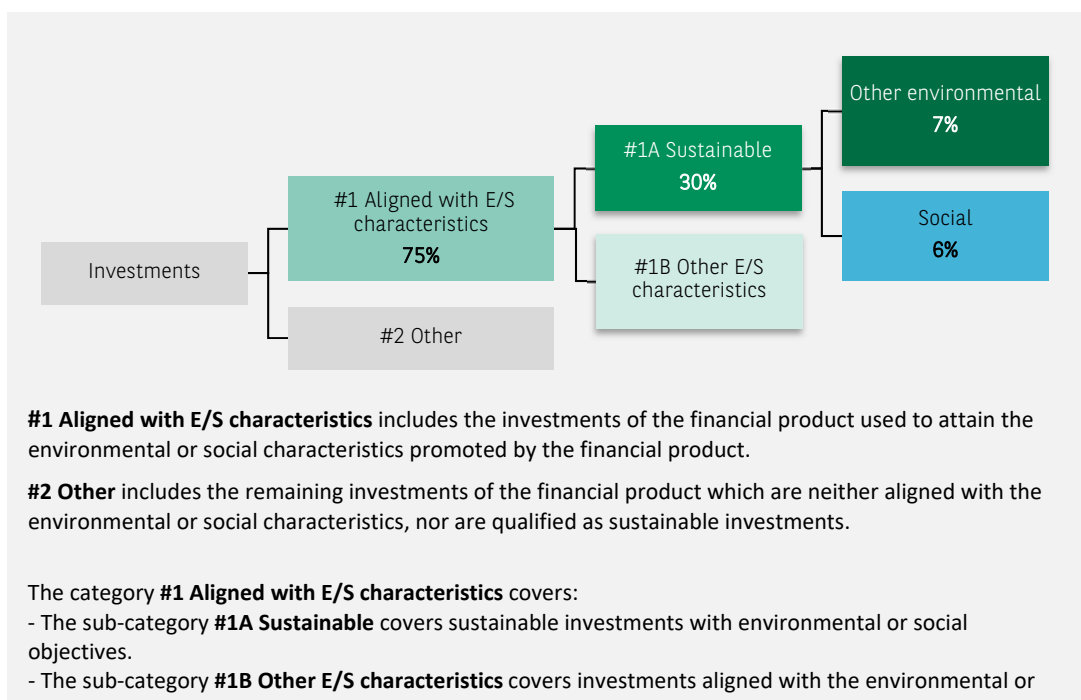 Other environmental
7%
#1A Sustainable
30%
#1 Aligned with E/S
characteristics
75%
Social
6%
Investments
#1B Other E/S
characteristics
#2 Other
#1 Aligned with E/S characteristics includes the investments of the financial product used to attain the
environmental or social characteristics promoted by the financial product.
#2 Other includes the remaining investments of the financial product which are neither aligned with the
environmental or social characteristics, nor are qualified as sustainable investments.
The category #1 Aligned with E/S characteristics covers:
- The sub-category #1A Sustainable covers sustainable investments with environmental or social
objectives.
- The sub-category #1B Other E/S characteristics covers investments aligned with the environmental or